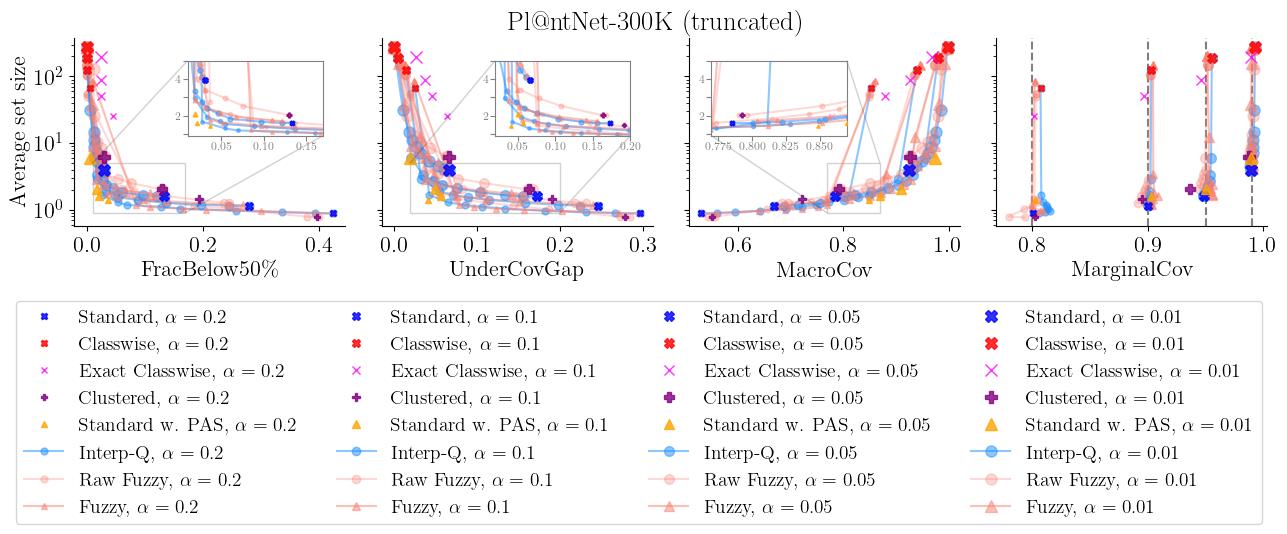 Pl@ntNet-300K (truncated)
Average set size
10²
10¹
10⁰
4
2
0.05 0.10 0.15
4
2
0.05 0.10 0.15 0.20
4
2
0.775 0.800 0.825 0.850
0.0 0.2 0.4
0.0 0.1 0.2 0.3
0.6 0.8 1.0
0.8 0.9 1.0
FracBelow50% UnderCovGap MacroCov MarginalCov
Standard, α = 0.2 Standard, α = 0.1 Standard, α = 0.05 Standard, α = 0.01
Classwise, α = 0.2 Classwise, α = 0.1 Classwise, α = 0.05 Classwise, α = 0.01
Exact Classwise, α = 0.2 Exact Classwise, α = 0.1 Exact Classwise, α = 0.05 Exact Classwise, α = 0.01
Clustered, α = 0.2 Clustered, α = 0.1 Clustered, α = 0.05 Clustered, α = 0.01
Standard w. PAS, α = 0.2 Standard w. PAS, α = 0.1 Standard w. PAS, α = 0.05 Standard w. PAS, α = 0.01
Interp-Q, α = 0.2 Interp-Q, α = 0.1 Interp-Q, α = 0.05 Interp-Q, α = 0.01
Raw Fuzzy, α = 0.2 Raw Fuzzy, α = 0.1 Raw Fuzzy, α = 0.05 Raw Fuzzy, α = 0.01
Fuzzy, α = 0.2 Fuzzy, α = 0.1 Fuzzy, α = 0.05 Fuzzy, α = 0.01